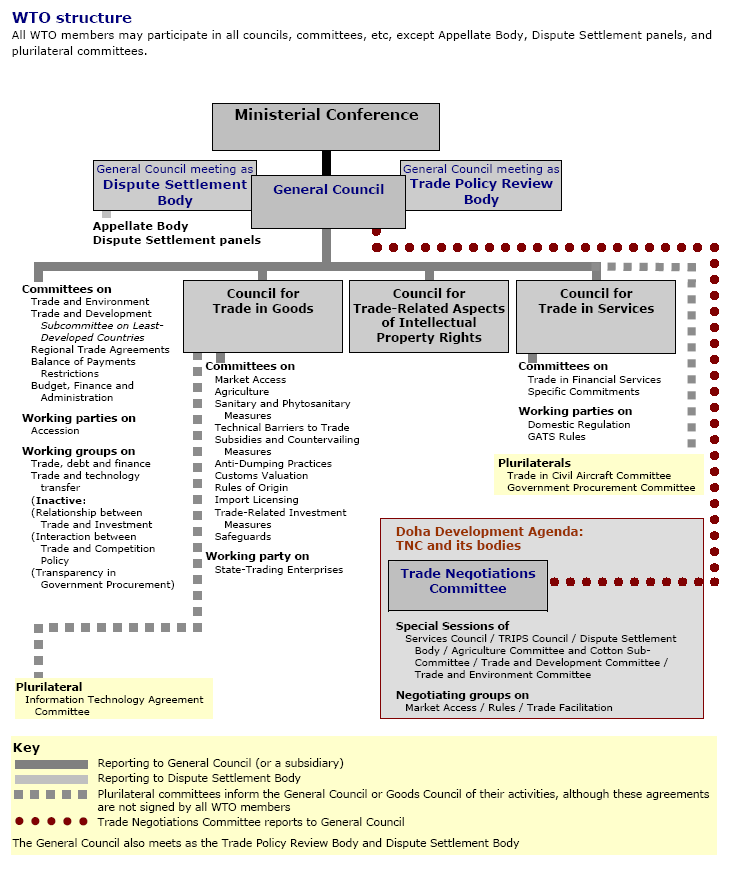 WTO structure
All WTO members may participate in all councils, committees, etc, except Appellate Body, Dispute Settlement panels, and
plurilateral committees.
Ministerial Conference
General Council meeting as
Dispute Settlement
Body
General Council
General Council meeting as
Trade Policy Review
Body
Appellate Body
Dispute Settlement panels
Committees on
Trade and Environment
Trade and Development
Subcommittee on Least-
Developed Countries
Regional Trade Agreements
Balance of Payments
Restrictions
Budget, Finance and
Administration
Working parties on
Accession
Working groups on
Trade, debt and finance
Trade and technology
transfer
(Inactive:
(Relationship between
Trade and Investment
(Interaction between
Trade and Competition
Policy
(Transparency in
Government Procurement)
Plurilateral
Information Technology Agreement
Committee
Council for
Trade in Goods
Committees on
Market Access
Agriculture
Sanitary and Phytosanitary
Measures
Technical Barriers to Trade
Subsidies and Countervailing
Measures
Anti-Dumping Practices
Customs Valuation
Rules of Origin
Import Licensing
Trade-Related Investment
Measures
Safeguards
Working party on
State-Trading Enterprises
Council for
Trade-Related Aspects
of Intellectual
Property Rights
Council for
Trade in Services
Committees on
Trade in Financial Services
Specific Commitments
Working parties on
Domestic Regulation
GATS Rules
Plurilaterals
Trade in Civil Aircraft Committee
Government Procurement Committee
Doha Development Agenda:
TNC and its bodies
Trade Negotiations
Committee
Special Sessions of
Services Council / TRIPS Council / Dispute Settlement
Body / Agriculture Committee and Cotton Sub-
Committee / Trade and Development Committee /
Trade and Environment Committee
Negotiating groups on
Market Access / Rules / Trade Facilitation
Key
Reporting to General Council (or a subsidiary)
Reporting to Dispute Settlement Body
Plurilateral committees inform the General Council or Goods Council of their activities, although these agreements
are not signed by all WTO members
Trade Negotiations Committee reports to General Council
The General Council also meets as the Trade Policy Review Body and Dispute Settlement Body